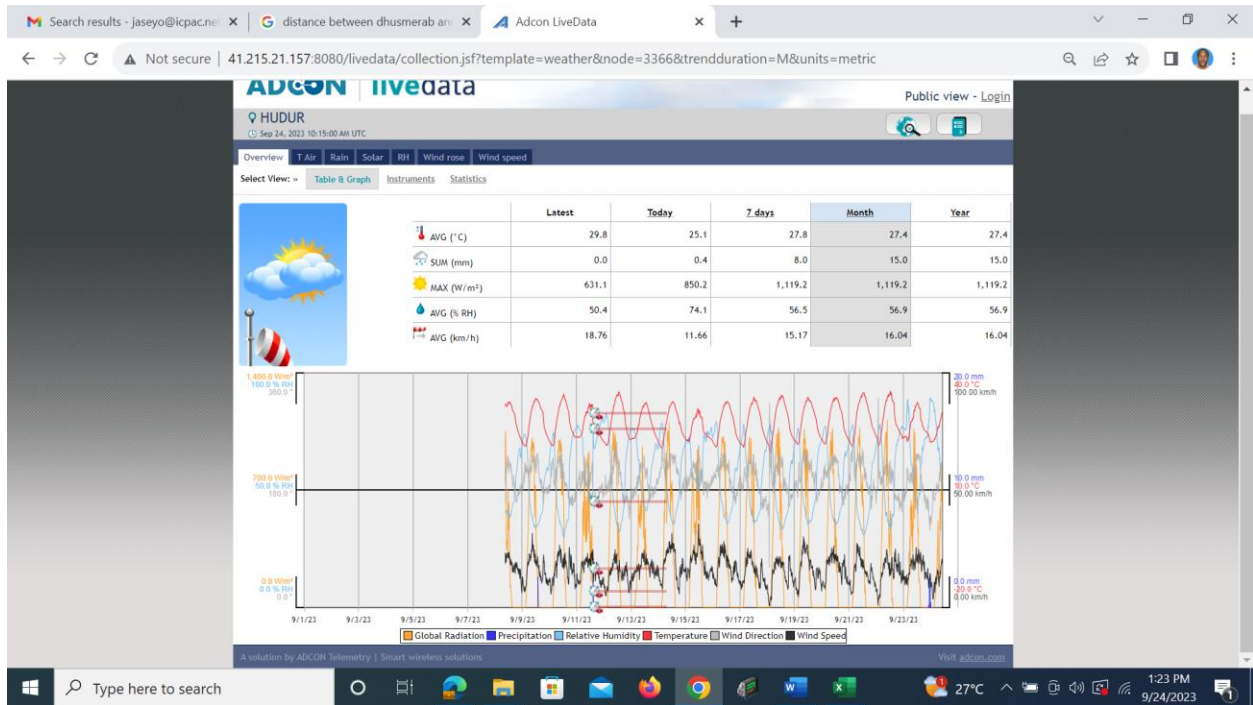 Search results - jaseyo@icpac.net
distance between dhusmerab an
Adcon LiveData
Not secure | 41.215.21.157:8080/livedata/collection.jsf?template=weather&node=3366&trendduration=M&units=metric
ADCON livedata
Public view - Login
HUDUR
Sep 24, 2023 10:15:00 AM UTC
Overview T Air Rain Solar RH Wind rose Wind speed
Select View: » Table & Graph Instruments Statistics
Latest Today 7 days Month Year
AVG (°C) 29.8 25.1 27.8 27.4 27.4
SUM (mm) 0.0 0.4 8.0 15.0 15.0
MAX (W/m²) 631.1 850.2 1,119.2 1,119.2 1,119.2
AVG (% RH) 50.4 74.1 56.5 56.9 56.9
AVG (km/h) 18.76 11.66 15.17 16.04 16.04
1,400.0 W/m² 20.0 mm
100.0 % RH 40.0 °C
360.0 ° 100.00 km/h
700.0 W/m² 10.0 mm
50.0 % RH 10.0 °C
180.0 ° 50.00 km/h
0.0 W/m² 0.0 mm
0.0 % RH -20.0 °C
0.0 ° 0.00 km/h
9/1/23 9/3/23 9/5/23 9/7/23 9/9/23 9/11/23 9/13/23 9/15/23 9/17/23 9/19/23 9/21/23 9/23/23
Global Radiation Precipitation Relative Humidity Temperature Wind Direction Wind Speed
A solution by ADCON Telemetry | Smart wireless solutions Visit adcon.com
Type here to search
27°C
1:23 PM
9/24/2023
1